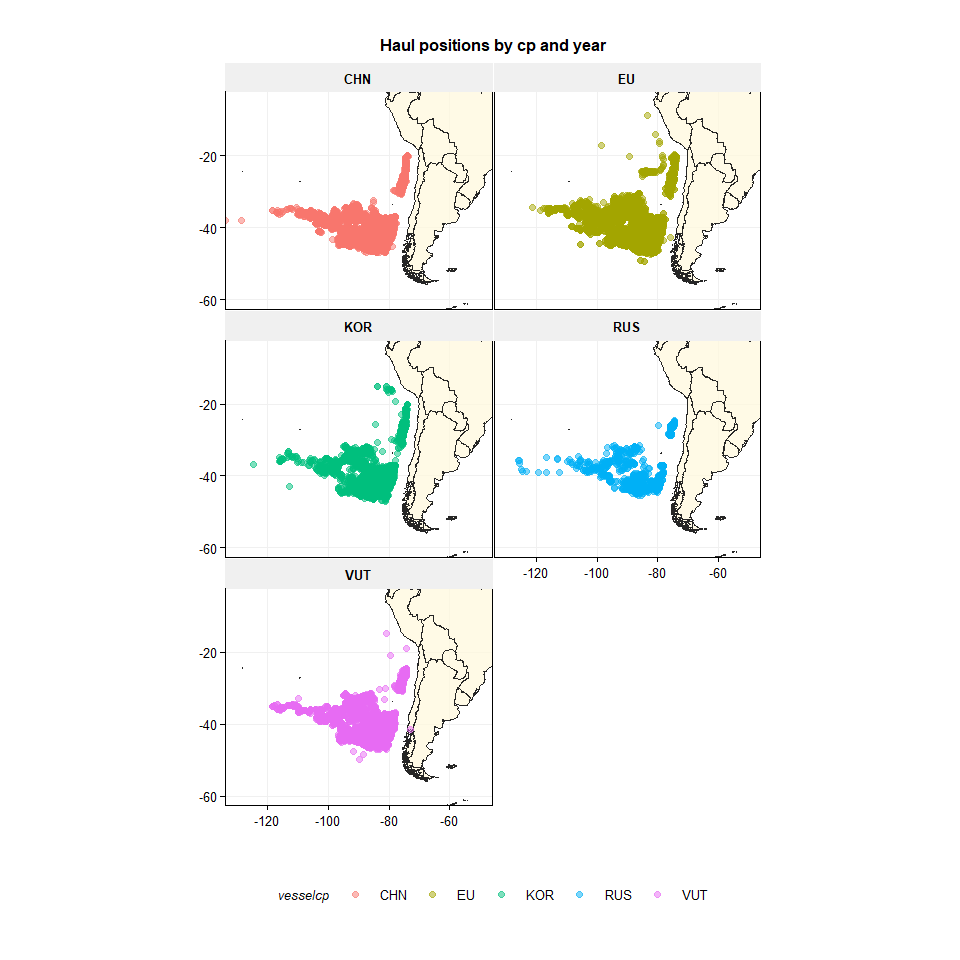 Haul positions by cp and year
CHN EU
-20
-40
-60
KOR RUS
-20
-40
-60
-120 -100 -80 -60
VUT
-20
-40
-60
-120 -100 -80 -60
vesselcp CHN EU KOR RUS VUT